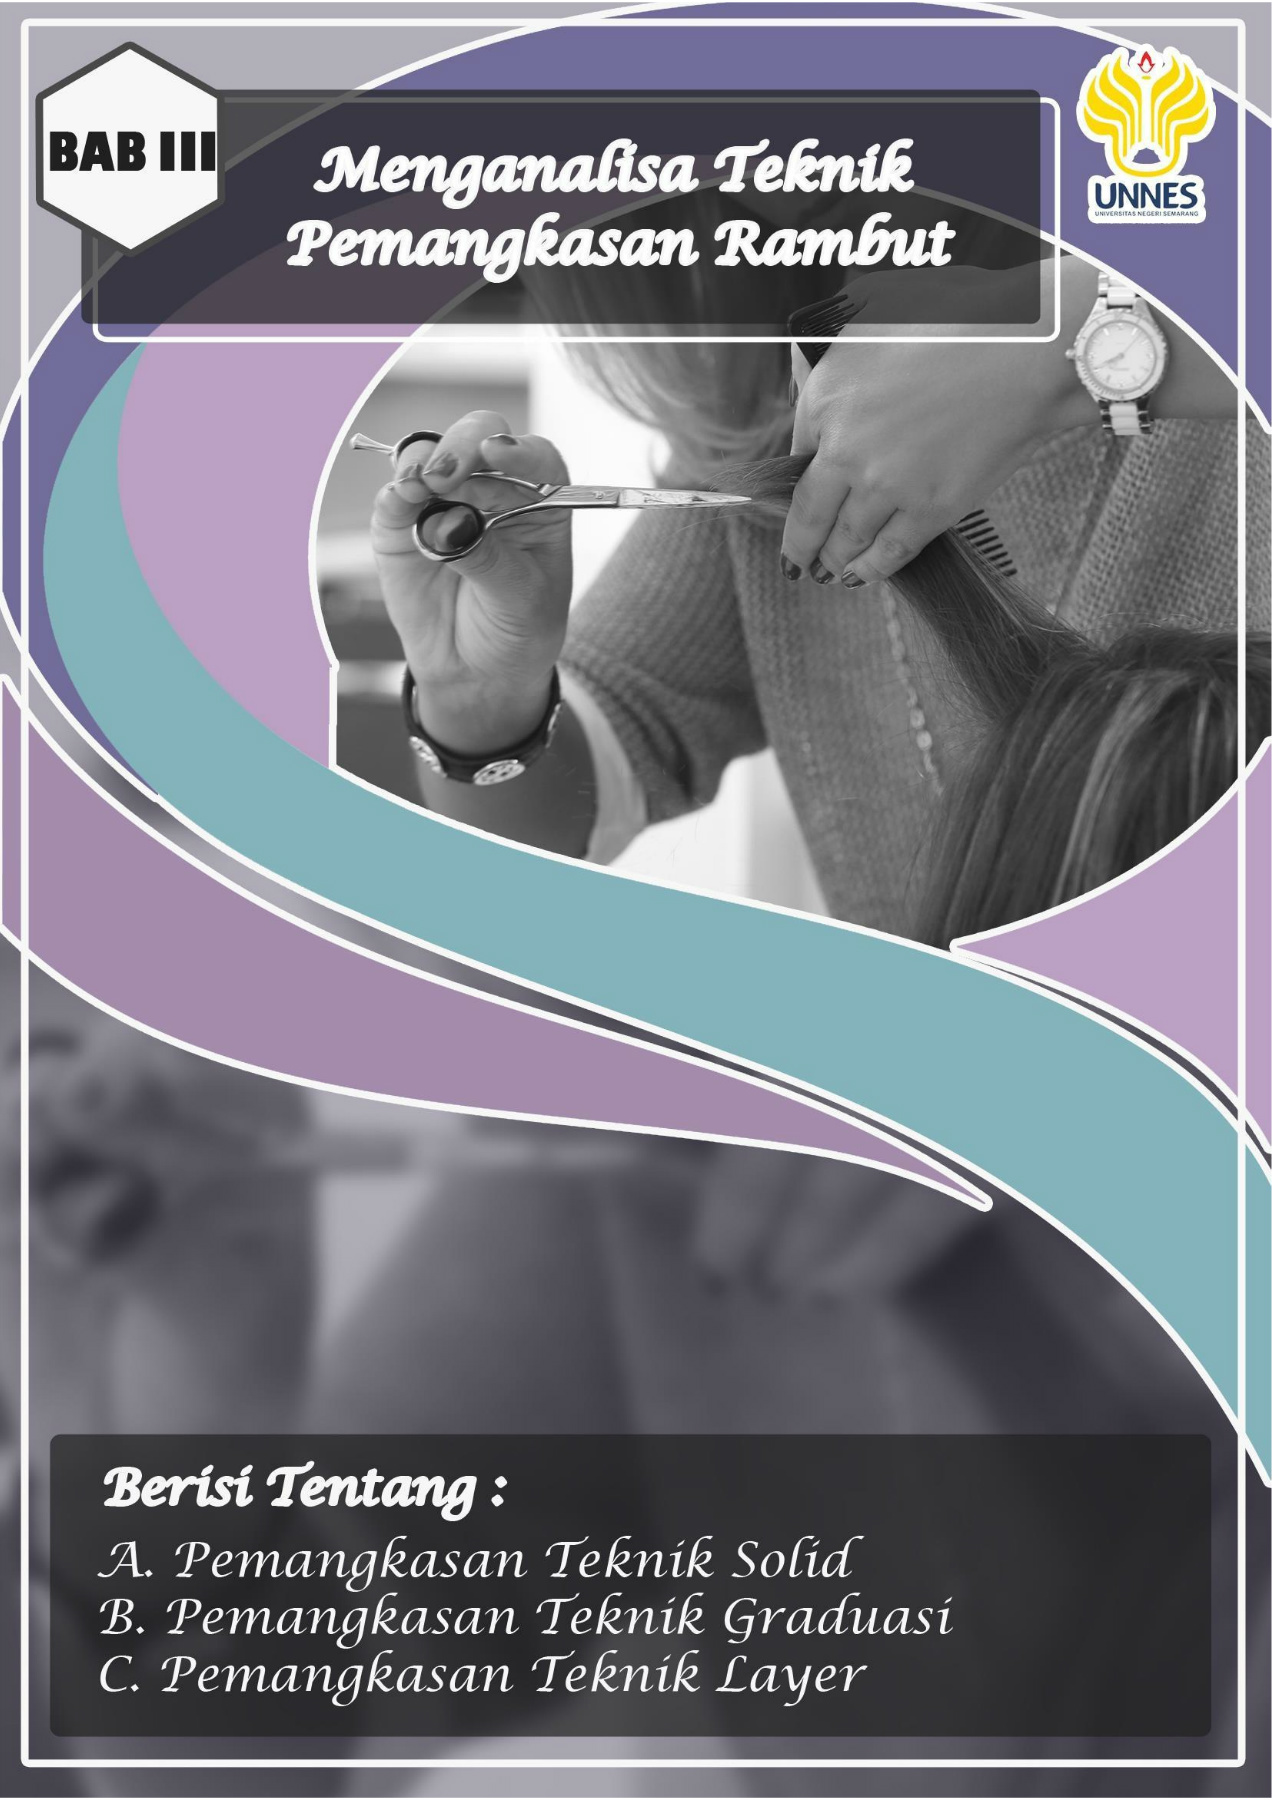 BAB III
Menganalisa Teknik
Pemangkasan Rambut
UNNES
UNIVERSITAS NEGERI SEMARANG
Berisi Tentang :
A. Pemangkasan Teknik Solid
B. Pemangkasan Teknik Graduasi
C. Pemangkasan Teknik Layer